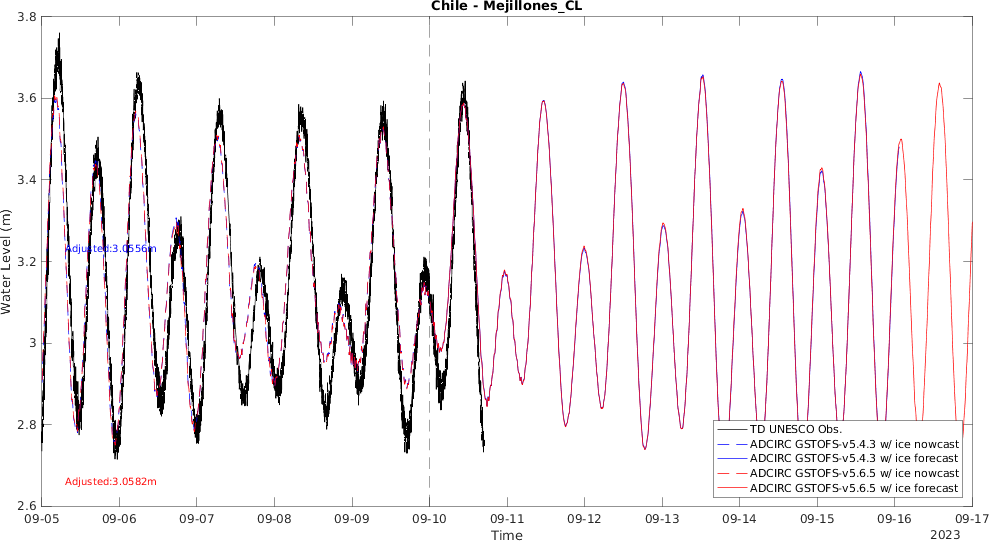 Chile - Mejillones_CL
3.8
3.6
3.4
3.2
3
2.8
2.6
Water Level (m)
Adjusted:3.0556m
Adjusted:3.0582m
TD UNESCO Obs.
ADCIRC GSTOFS-v5.4.3 w/ ice nowcast
ADCIRC GSTOFS-v5.4.3 w/ ice forecast
ADCIRC GSTOFS-v5.6.5 w/ ice nowcast
ADCIRC GSTOFS-v5.6.5 w/ ice forecast
09-05 09-06 09-07 09-08 09-09 09-10 09-11 09-12 09-13 09-14 09-15 09-16 09-17
Time
2023